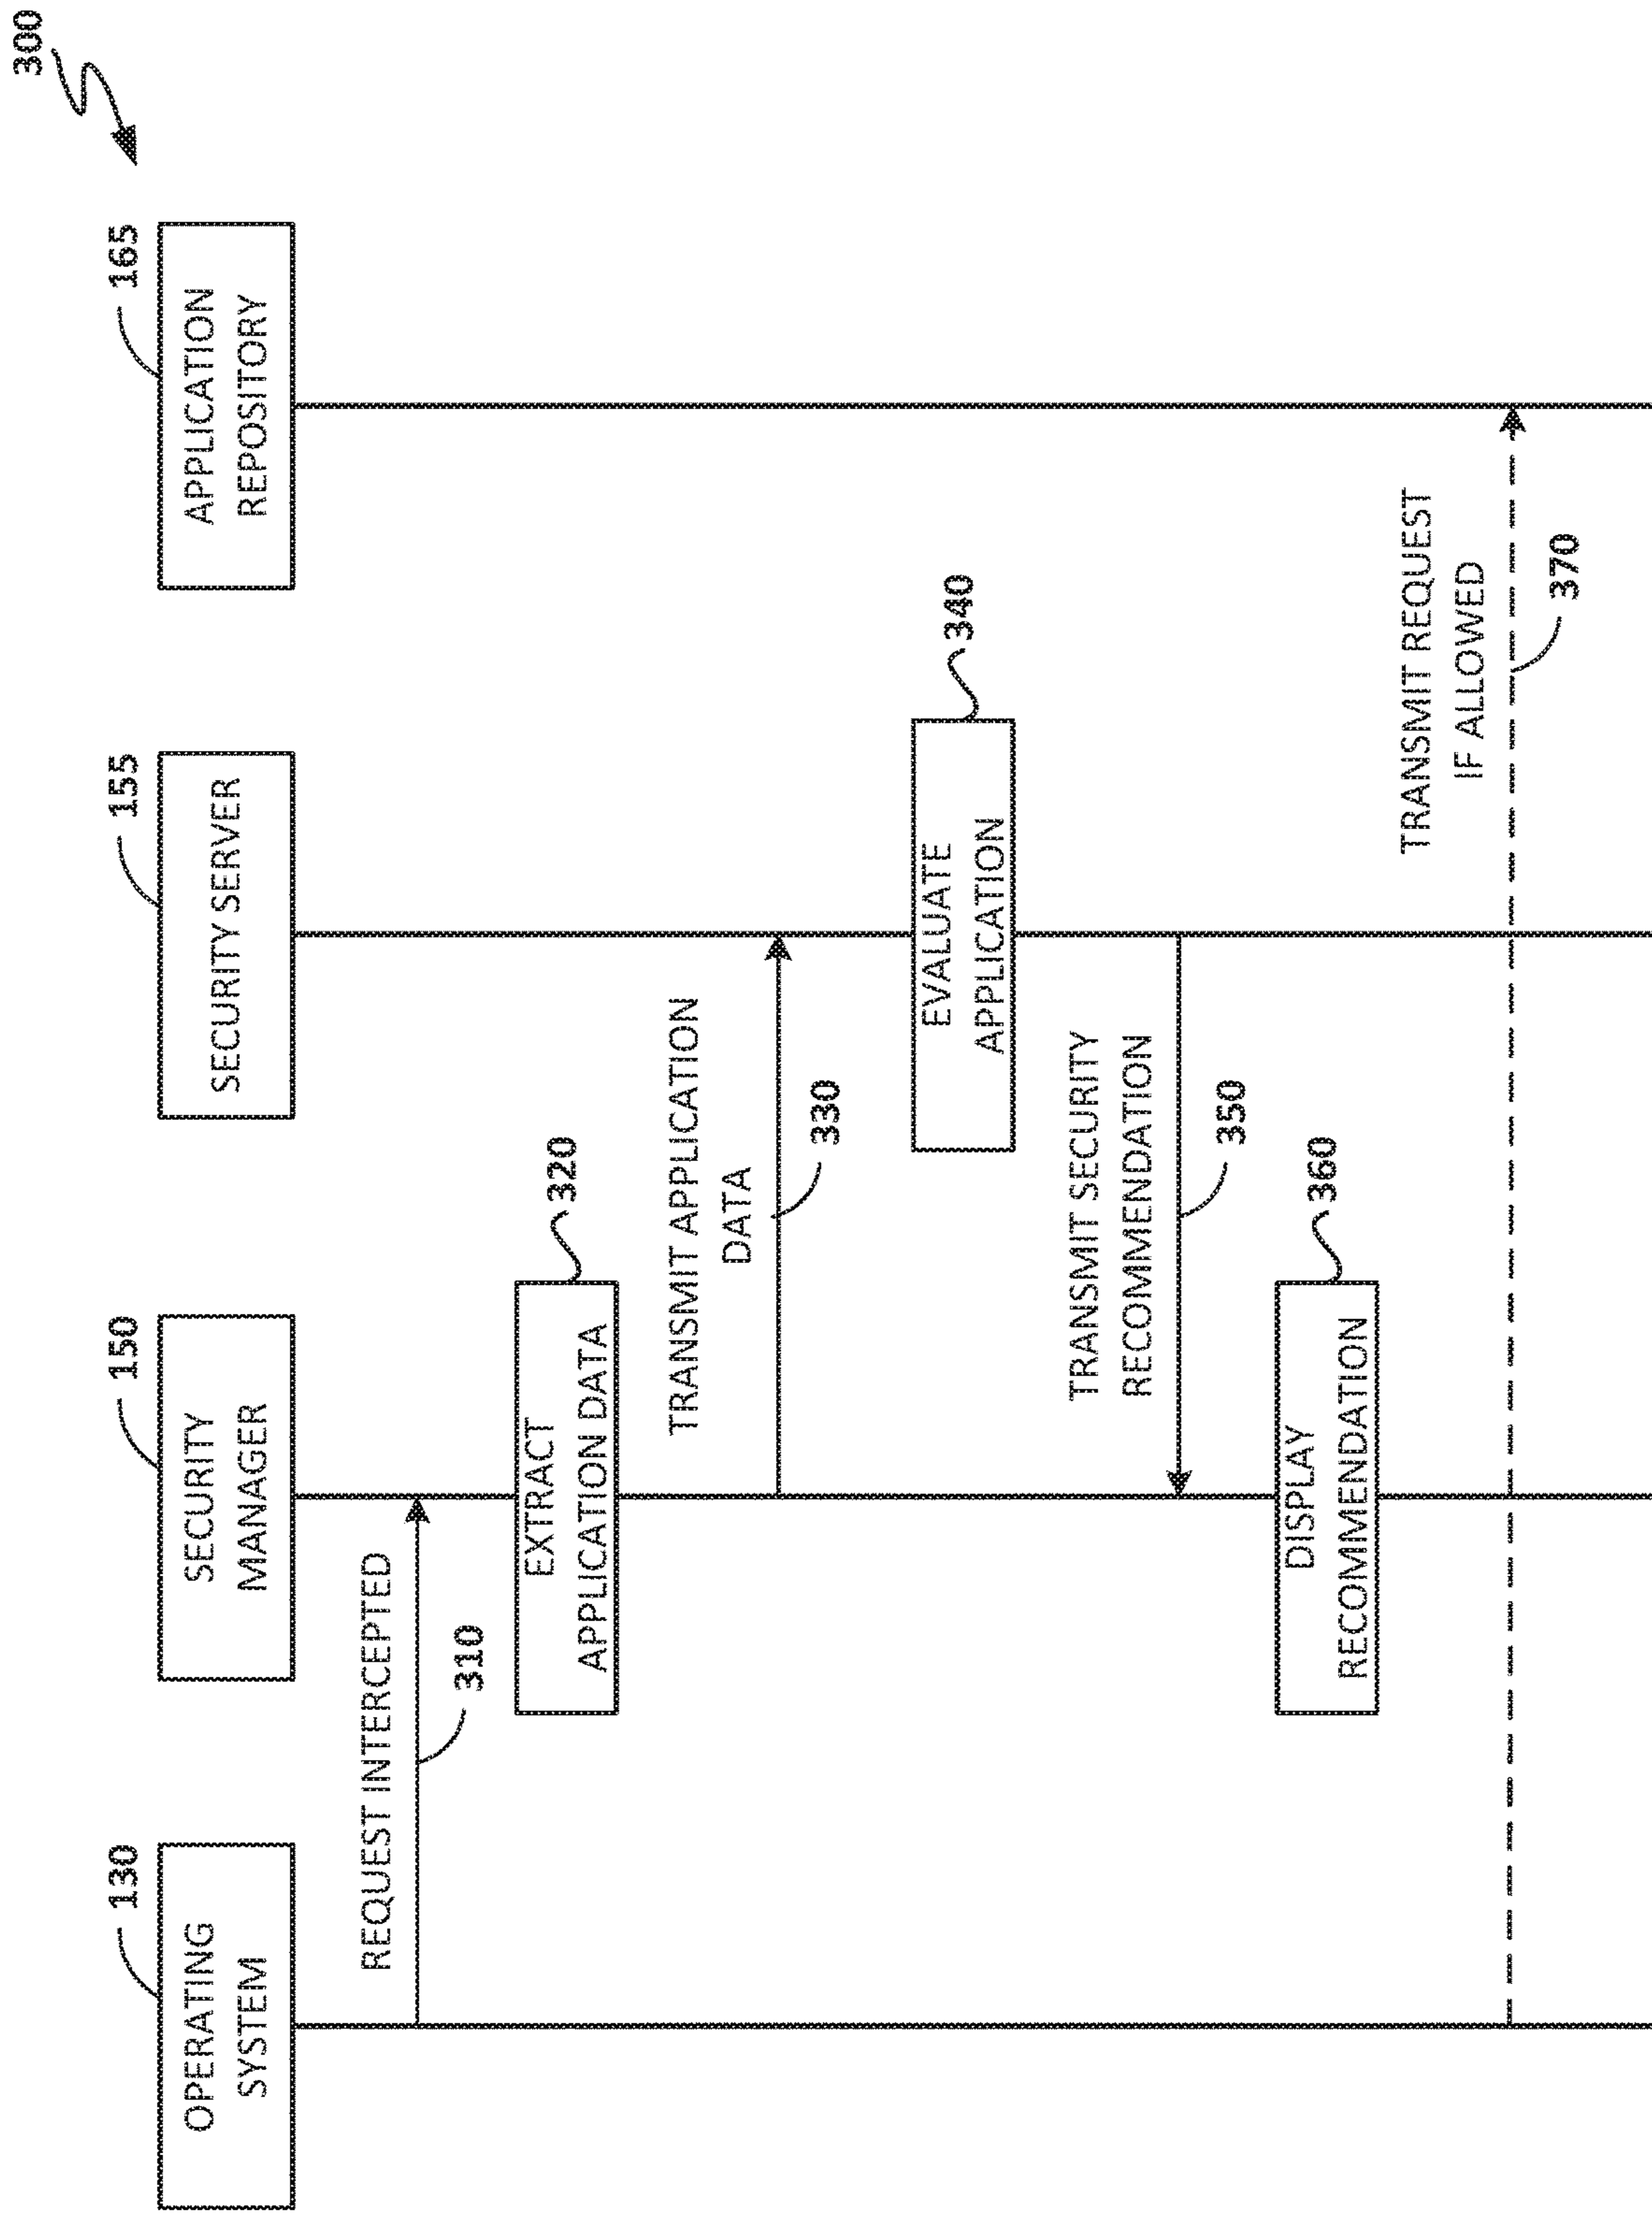 300
130
OPERATING
SYSTEM
150
SECURITY
MANAGER
155
SECURITY SERVER
165
APPLICATION
REPOSITORY
REQUEST INTERCEPTED
310
EXTRACT
APPLICATION DATA
320
TRANSMIT APPLICATION
DATA
330
EVALUATE
APPLICATION
340
TRANSMIT SECURITY
RECOMMENDATION
350
DISPLAY
RECOMMENDATION
360
TRANSMIT REQUEST
IF ALLOWED
370